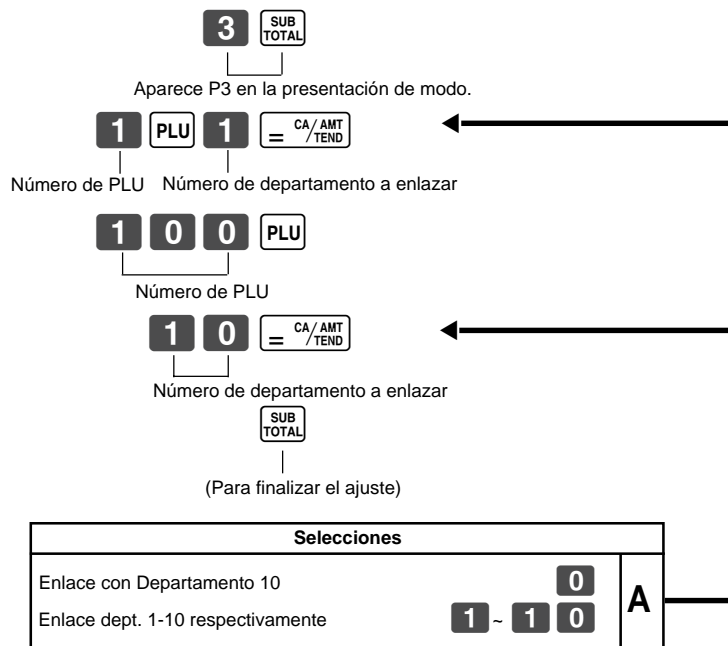 3 SUB TOTAL
Aparece P3 en la presentación de modo.
1 PLU 1 = CA/AMT TEND
Número de PLU Número de departamento a enlazar
1 0 0 PLU
Número de PLU
1 0 = CA/AMT TEND
Número de departamento a enlazar
SUB TOTAL
(Para finalizar el ajuste)
Selecciones
Enlace con Departamento 10 0
Enlace dept. 1-10 respectivamente 1 ~ 1 0
A